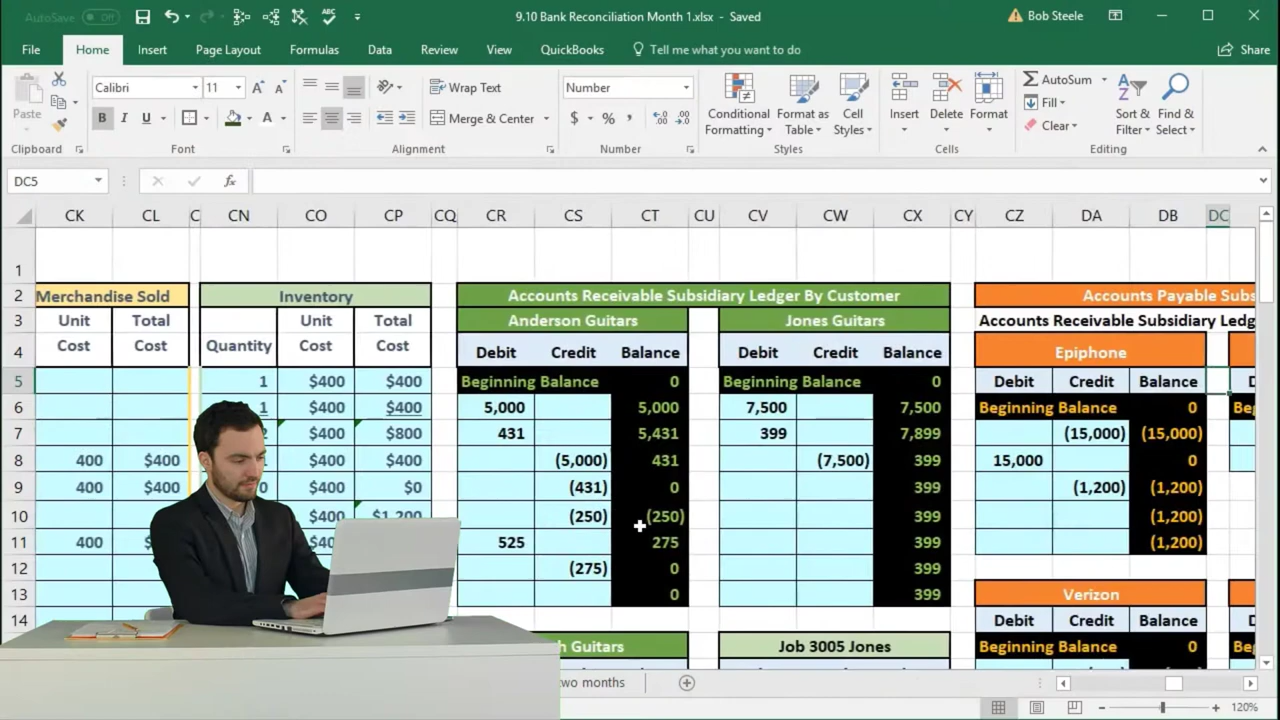 AutoSave Off
9.10 Bank Reconciliation Month 1.xlsx - Saved
Bob Steele
File Home Insert Page Layout Formulas Data Review View QuickBooks Tell me what you want to do Share
Calibri 11 Wrap Text Number AutoSum
Paste Fill
B I U A Merge & Center $ % , Clear
Conditional Formatting Format as Table Cell Styles Insert Delete Format Sort & Filter Find & Select
Clipboard Font Alignment Number Styles Cells Editing
DC5 fx
CK CL C CN CO CP CQ CR CS CT CU CV CW CX CY CZ DA DB DC
1
2 Merchandise Sold Inventory Accounts Receivable Subsidiary Ledger By Customer Accounts Payable Subs
3 Unit Total Unit Total Anderson Guitars Jones Guitars Accounts Receivable Subsidiary Ledg
4 Cost Cost Quantity Cost Cost Debit Credit Balance Debit Credit Balance Epiphone
5 1 $400 $400 Beginning Balance 0 Beginning Balance 0 Debit Credit Balance D
6 1 $400 $400 5,000 5,000 7,500 7,500 Beginning Balance 0 Be
7 2 $400 $800 431 5,431 399 7,899 (15,000) (15,000)
8 400 $400 $400 $400 (5,000) 431 (7,500) 399 15,000 0
9 400 $400 0 $400 $0 (431) 0 399 (1,200) (1,200)
10 $400 $1,200 (250) (250) 399 (1,200)
11 400 525 275 399 (1,200)
12 (275) 0 399
13 0 399 Verizon
14 Debit Credit Balance D
Guitars Job 3005 Jones Beginning Balance 0 Be
two months
120%